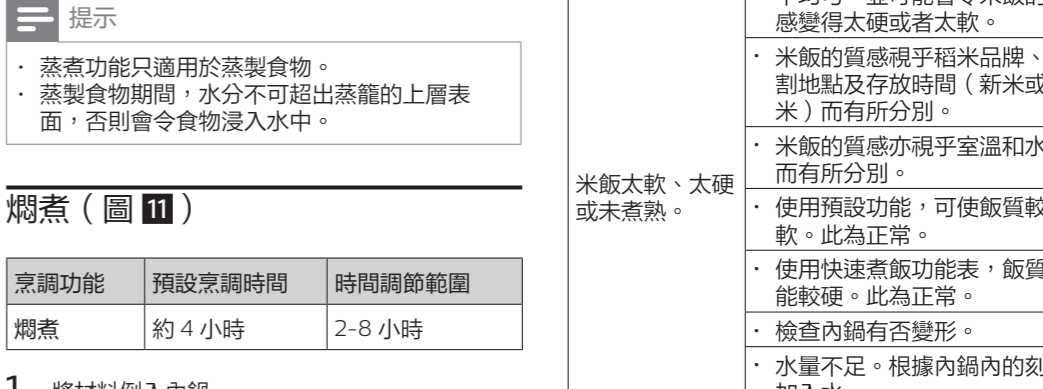 提示
· 蒸煮功能只適用於蒸製食物。
· 蒸製食物期間，水分不可超出蒸籠的上層表
面，否則會令食物浸入水中。
燜煮（圖 11）
烹調功能 預設烹調時間 時間調節範圍
燜煮 約 4 小時 2-8 小時
1
米飯太軟、太硬
或未煮熟。
感變得太硬或者太軟。
· 米飯的質感視乎稻米品牌、
割地點及存放時間（新米或
米）而有所分別。
· 米飯的質感亦視乎室溫和水
而有所分別。
· 使用預設功能，可使飯質較
軟。此為正常。
· 使用快速煮飯功能表，飯質
能較硬。此為正常。
· 檢查內鍋有否變形。
· 水量不足。根據內鍋內的刻